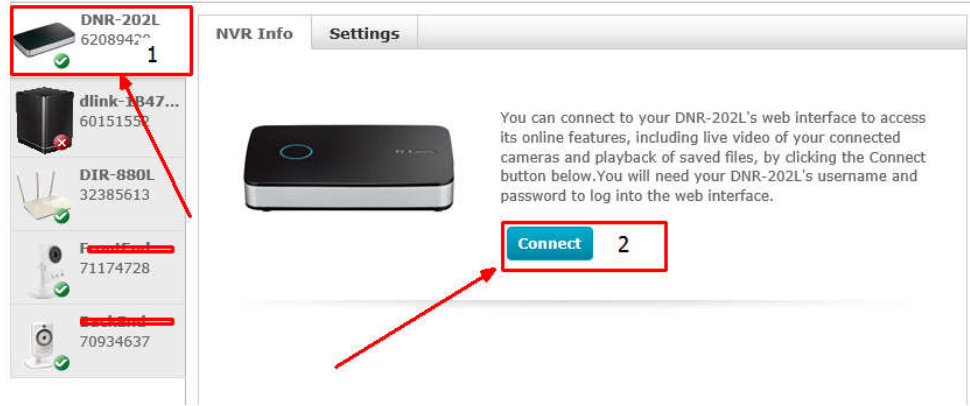 DNR-202L
62089420
1
dlink-1B47...
60151552
DIR-880L
32385613
71174728
70934637
NVR Info
Settings
You can connect to your DNR-202L's web interface to access
its online features, including live video of your connected
cameras and playback of saved files, by clicking the Connect
button below.You will need your DNR-202L's username and
password to log into the web interface.
Connect
2